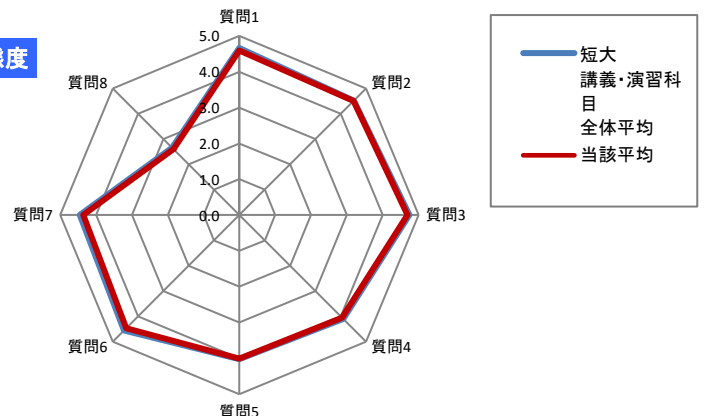 質問1
5.0
態度
4.0
質問8
質問2
3.0
2.0
1.0
質問7
0.0
質問3
質問6
質問4
質問5
短大
講義・演習科
目
全体平均
当該平均